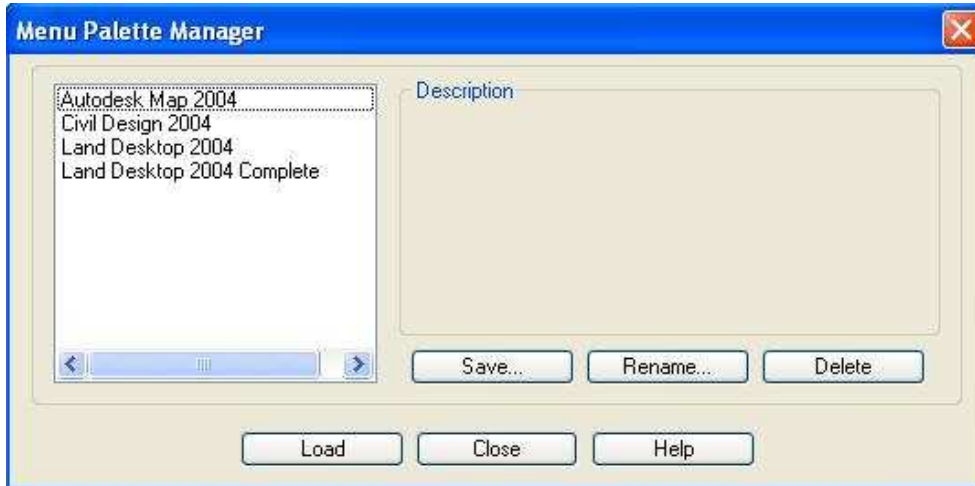 Menu Palette Manager
Autodesk Map 2004
Civil Design 2004
Land Desktop 2004
Land Desktop 2004 Complete
Description
Save...
Rename...
Delete
Load
Close
Help